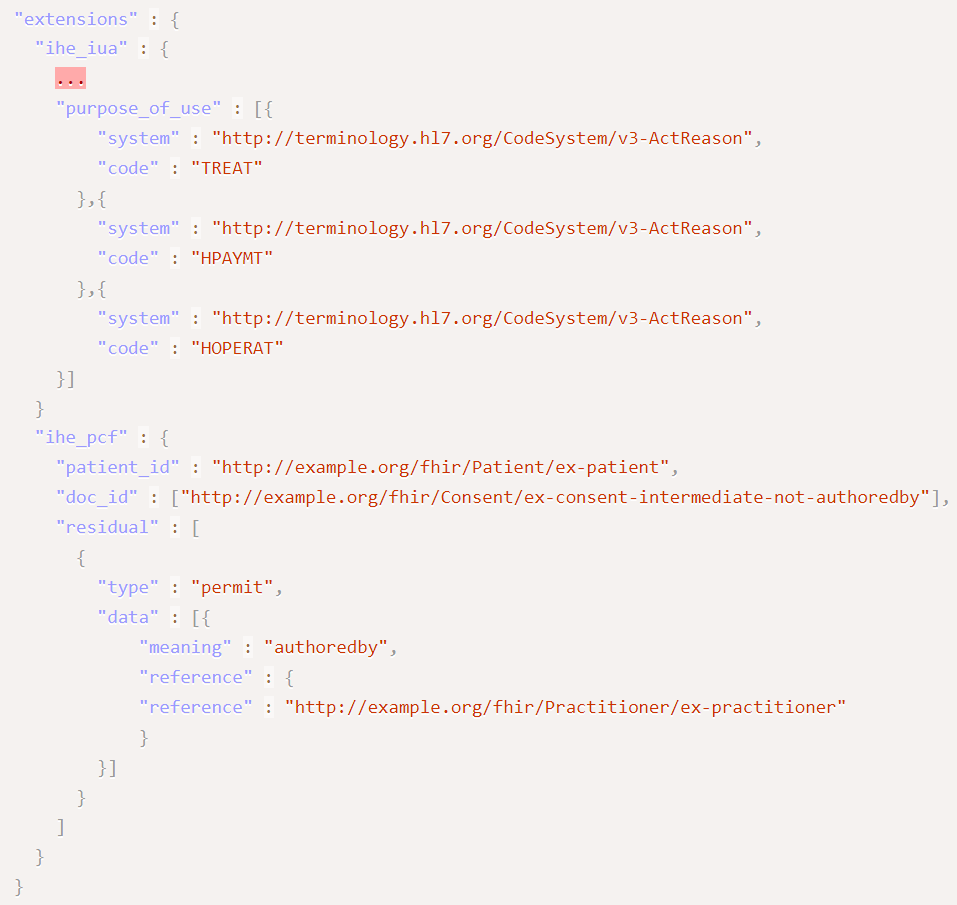 "extensions" : {
  "ihe_iua" : {
    ...
    "purpose_of_use" : [{
        "system" : "http://terminology.hl7.org/CodeSystem/v3-ActReason",
        "code" : "TREAT"
      },{
        "system" : "http://terminology.hl7.org/CodeSystem/v3-ActReason",
        "code" : "HPAYMT"
      },{
        "system" : "http://terminology.hl7.org/CodeSystem/v3-ActReason",
        "code" : "HOPERAT"
    }]
  }
  "ihe_pcf" : {
    "patient_id" : "http://example.org/fhir/Patient/ex-patient",
    "doc_id" : ["http://example.org/fhir/Consent/ex-consent-intermediate-not-authoredby"],
    "residual" : [
      {
        "type" : "permit",
        "data" : [{
            "meaning" : "authoredby",
            "reference" : {
            "reference" : "http://example.org/fhir/Practitioner/ex-practitioner"
            }
        }]
      }
    ]
  }
}